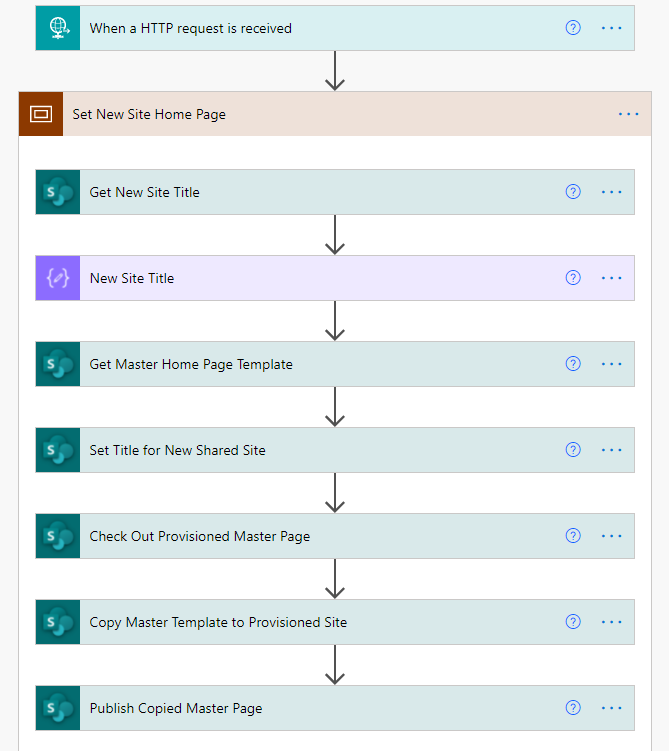 When a HTTP request is received
Set New Site Home Page
Get New Site Title
New Site Title
Get Master Home Page Template
Set Title for New Shared Site
Check Out Provisioned Master Page
Copy Master Template to Provisioned Site
Publish Copied Master Page